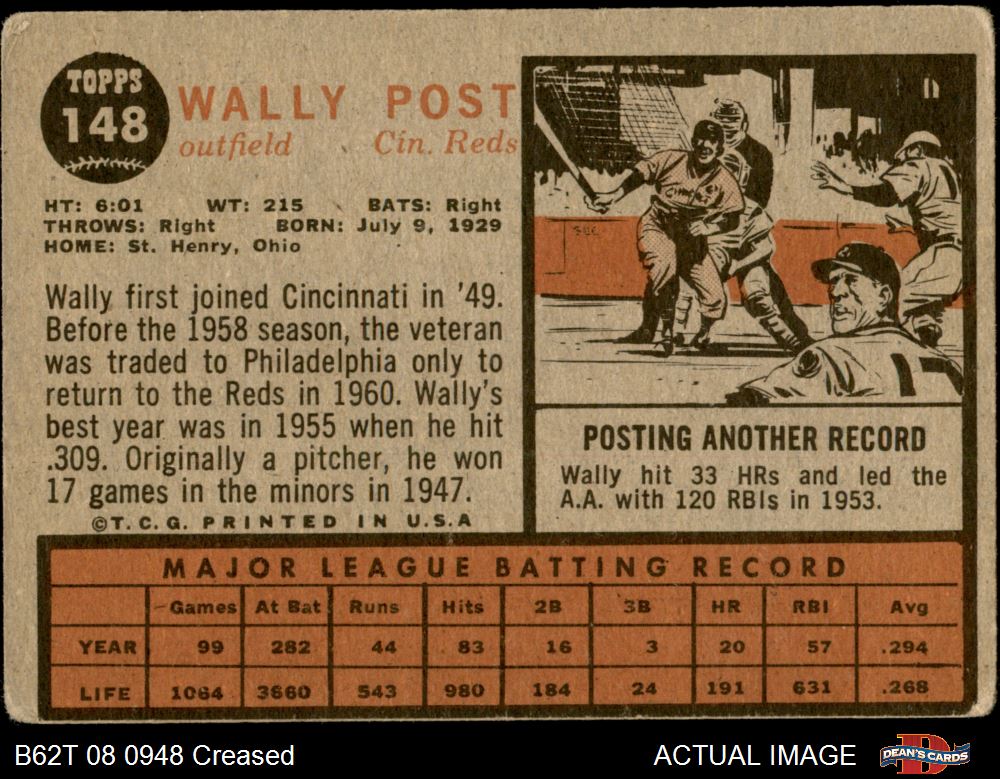 TOPPS
148
WALLY POST
outfield Cin. Reds
HT: 6:01 WT: 215 BATS: Right
THROWS: Right BORN: July 9, 1929
HOME: St. Henry, Ohio
Wally first joined Cincinnati in '49.
Before the 1958 season, the veteran
was traded to Philadelphia only to
return to the Reds in 1960. Wally's
best year was in 1955 when he hit
.309. Originally a pitcher, he won
17 games in the minors in 1947.
©T.C.G. PRINTED IN U.S.A
POSTING ANOTHER RECORD
Wally hit 33 HRs and led the
A.A. with 120 RBIs in 1953.
MAJOR LEAGUE BATTING RECORD
Games At Bat Runs Hits 2B 3B HR RBI Avg
YEAR 99 282 44 83 16 3 20 57 .294
LIFE 1064 3660 543 980 184 24 191 631 .268
B62T 08 0948 Creased ACTUAL IMAGE
DEAN'S CARDS